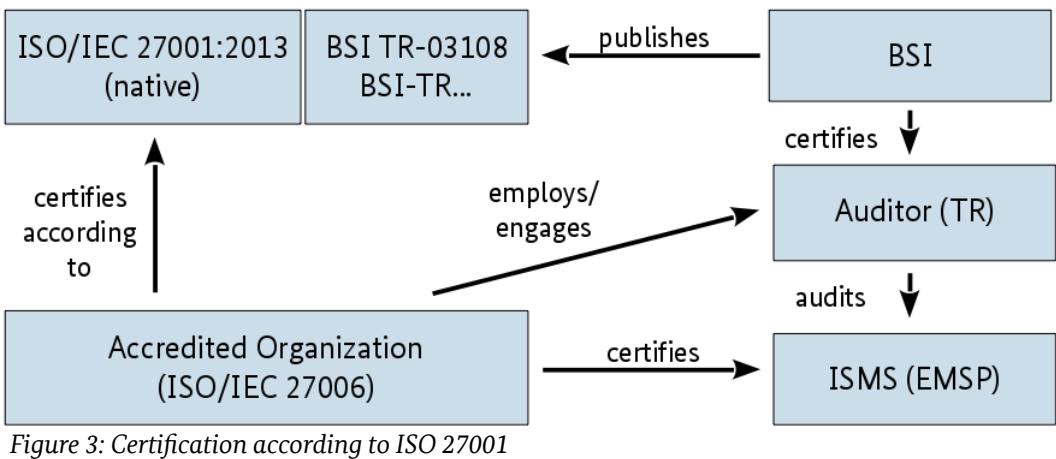 ISO/IEC 27001:2013
(native)
BSI TR-03108
BSI-TR...
publishes
BSI
certifies
certifies
according
to
employs/
engages
Auditor (TR)
audits
Accredited Organization
(ISO/IEC 27006)
certifies
ISMS (EMSP)
Figure 3: Certification according to ISO 27001